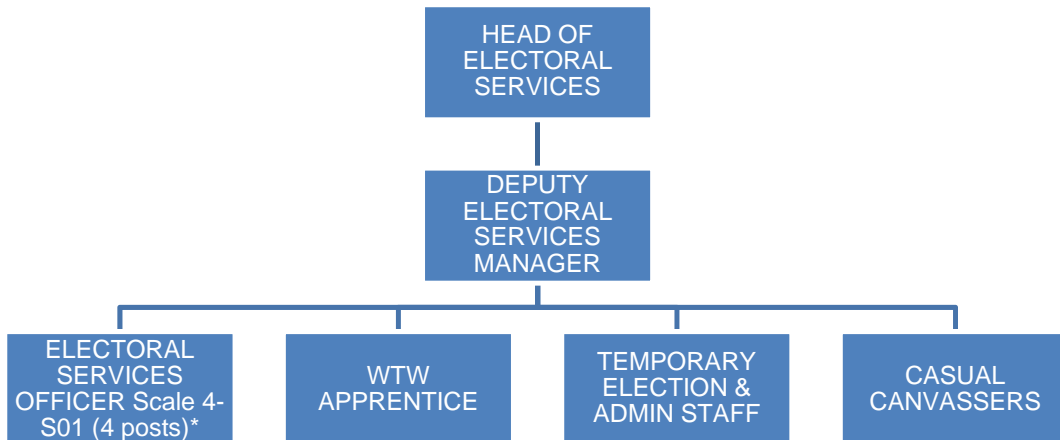 HEAD OF
ELECTORAL
SERVICES
DEPUTY
ELECTORAL
SERVICES
MANAGER
ELECTORAL
SERVICES
OFFICER Scale 4-
S01 (4 posts)*
WTW
APPRENTICE
TEMPORARY
ELECTION &
ADMIN STAFF
CASUAL
CANVASSERS